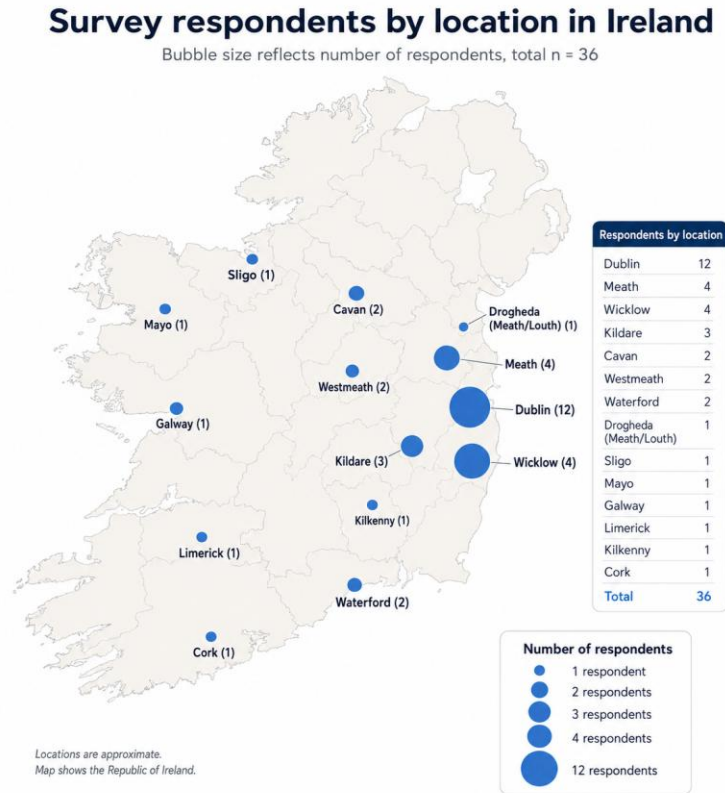 Survey respondents by location in Ireland
Bubble size reflects number of respondents, total n = 36
Sligo (1)
Mayo (1)
Cavan (2)
Drogheda
(Meath/Louth) (1)
Meath (4)
Westmeath (2)
Dublin (12)
Galway (1)
Kildare (3)
Wicklow (4)
Kilkenny (1)
Limerick (1)
Waterford (2)
Cork (1)
Respondents by location
Dublin 12
Meath 4
Wicklow 4
Kildare 3
Cavan 2
Westmeath 2
Waterford 2
Drogheda 1
(Meath/Louth)
Sligo 1
Mayo 1
Galway 1
Limerick 1
Kilkenny 1
Cork 1
Total 36
Number of respondents
1 respondent
2 respondents
3 respondents
4 respondents
12 respondents
Locations are approximate.
Map shows the Republic of Ireland.